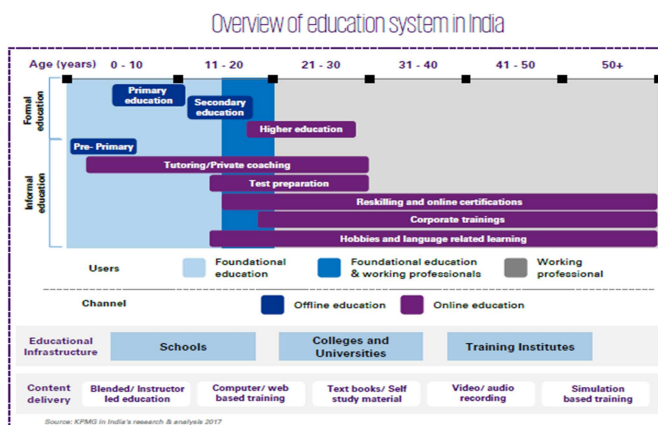 Overview of education system in India
Age (years) 0 - 10 11 - 20 21 - 30 31 - 40 41 - 50 50+
Formal
education
Primary
education
Secondary
education
Higher education
Informal
education
Pre- Primary
Tutoring/Private coaching
Test preparation
Reskilling and online certifications
Corporate trainings
Hobbies and language related learning
Users
Foundational
education
Foundational education
& working professionals
Working
professional
Channel
Offline education
Online education
Educational
Infrastructure
Schools
Colleges and
Universities
Training Institutes
Content
delivery
Blended/ Instructor
led education
Computer/ web
based training
Text books/ Self
study material
Video/ audio
recording
Simulation
based training
Source: KPMG in India's research & analysis 2017